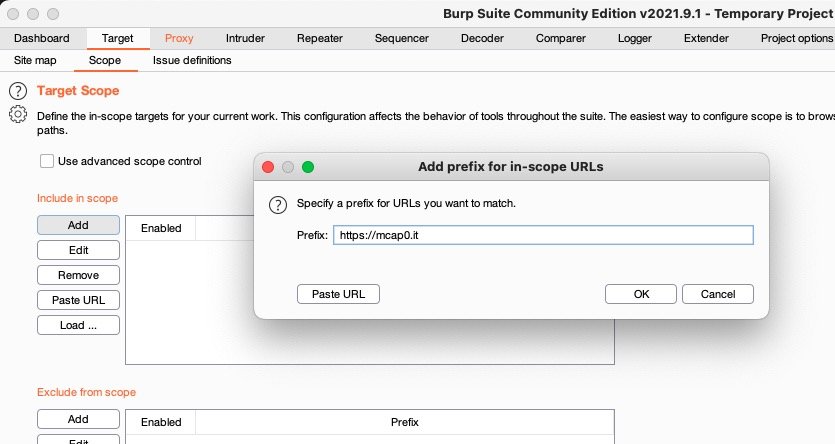 Burp Suite Community Edition v2021.9.1 - Temporary Project
Dashboard Target Proxy Intruder Repeater Sequencer Decoder Comparer Logger Extender Project options
Site map Scope Issue definitions
? Target Scope
Define the in-scope targets for your current work. This configuration affects the behavior of tools throughout the suite. The easiest way to configure scope is to brows
paths.
Use advanced scope control
Include in scope
Add
Edit
Remove
Paste URL
Load ...
Enabled
Add prefix for in-scope URLs
? Specify a prefix for URLs you want to match.
Prefix: https://mcap0.it
Paste URL OK Cancel
Exclude from scope
Add
Edit
Enabled Prefix